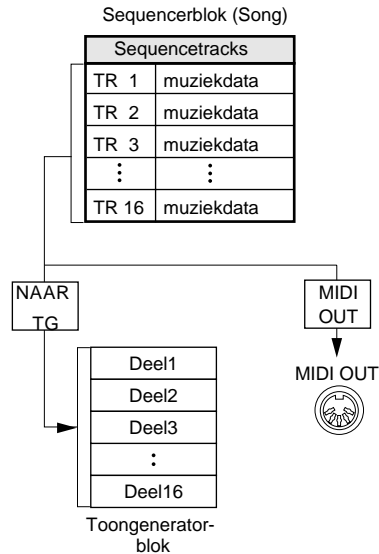 Sequencerblok (Song)
Sequencetracks
TR 1 muziekdata
TR 2 muziekdata
TR 3 muziekdata
⋮ ⋮
TR 16 muziekdata
NAAR
TG
MIDI
OUT
MIDI OUT
Deel1
Deel2
Deel3
⋮
Deel16
Toongenerator-
blok